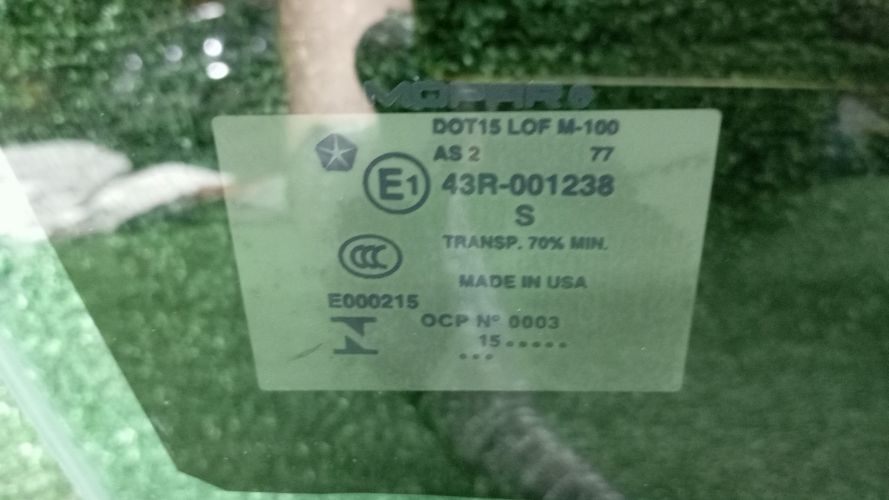 MOPAR®
DOT15 LOF M-100
AS 2 77
E1 43R-001238
S
TRANSP. 70% MIN.
CCC
MADE IN USA
E000215
OCP Nº 0003
15.....
...